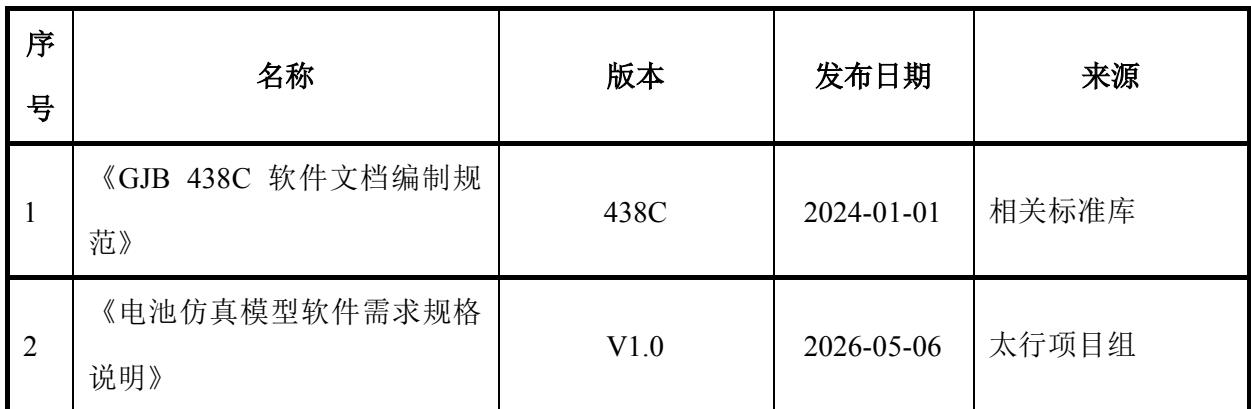 序号 名称 版本 发布日期 来源
1 《GJB 438C 软件文档编制规范》 438C 2024-01-01 相关标准库
2 《电池仿真模型软件需求规格说明》 V1.0 2026-05-06 太行项目组